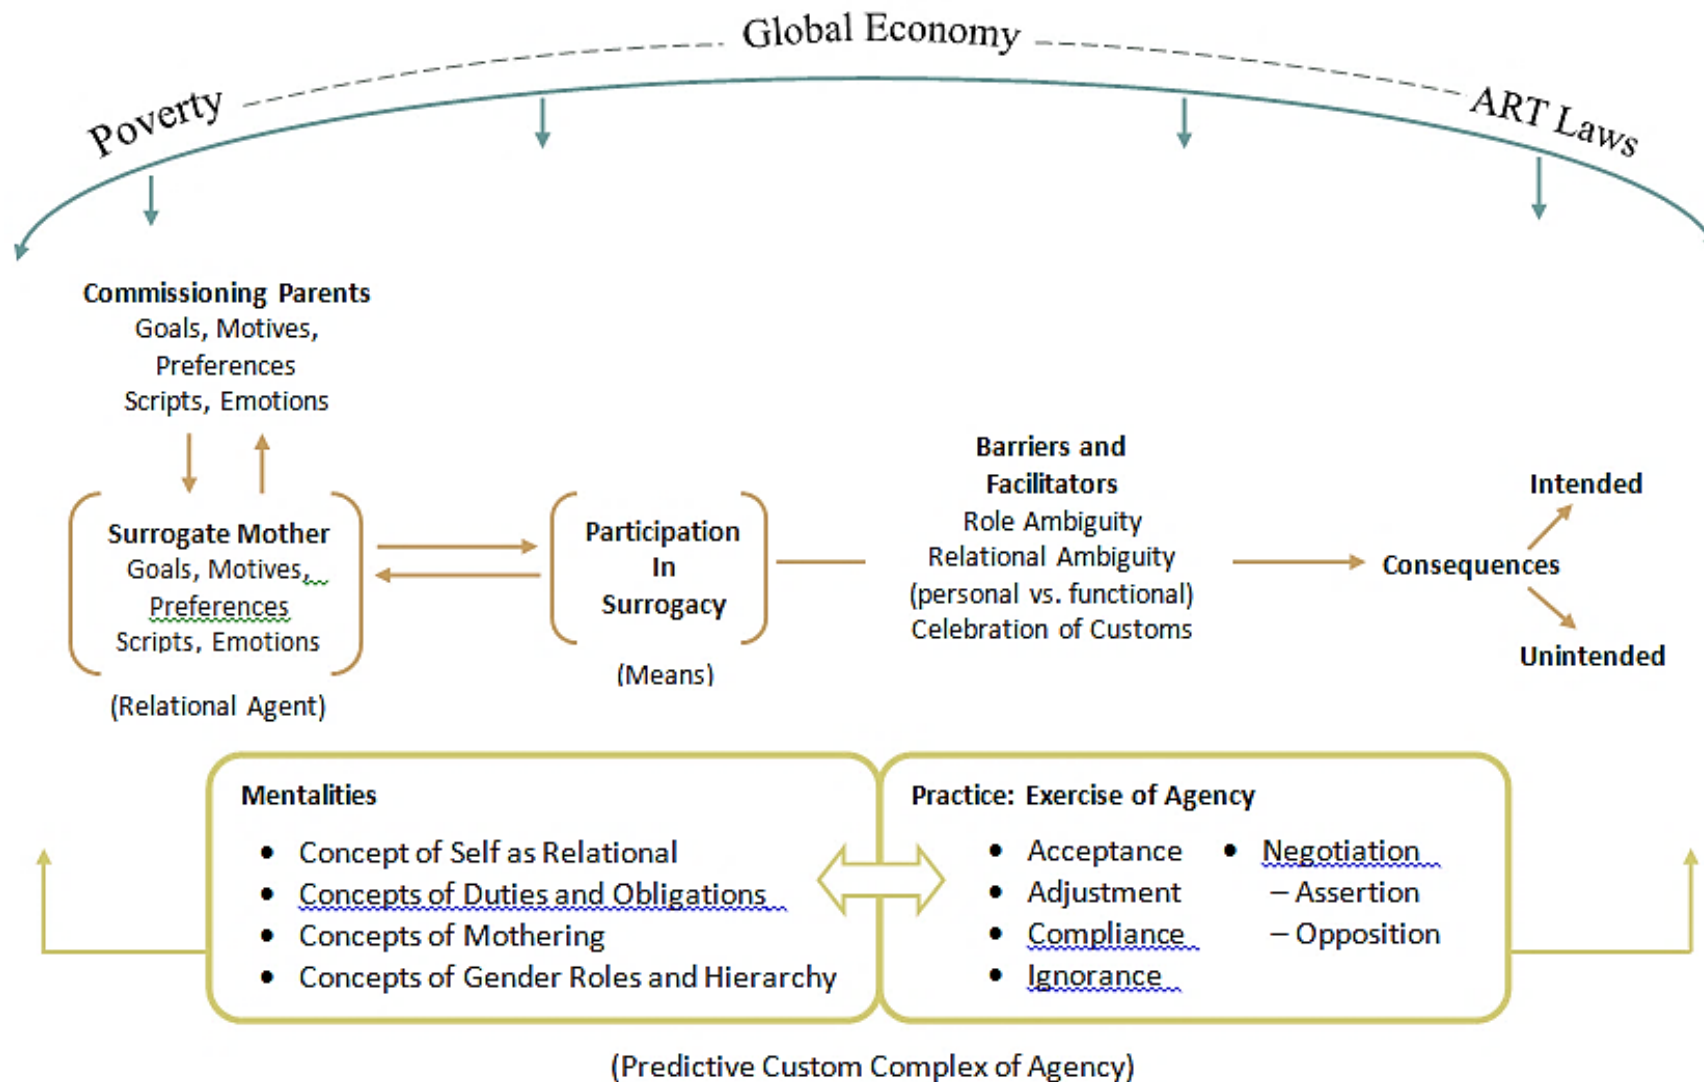 Global Economy
Poverty
ART Laws
Commissioning Parents
Goals, Motives,
Preferences
Scripts, Emotions
Surrogate Mother
Goals, Motives,
Preferences
Scripts, Emotions
(Relational Agent)
Participation
In
Surrogacy
(Means)
Barriers and
Facilitators
Role Ambiguity
Relational Ambiguity
(personal vs. functional)
Celebration of Customs
Intended
Consequences
Unintended
Mentalities
• Concept of Self as Relational
• Concepts of Duties and Obligations
• Concepts of Mothering
• Concepts of Gender Roles and Hierarchy
Practice: Exercise of Agency
• Acceptance
• Adjustment
• Compliance
• Ignorance
• Negotiation
– Assertion
– Opposition
(Predictive Custom Complex of Agency)